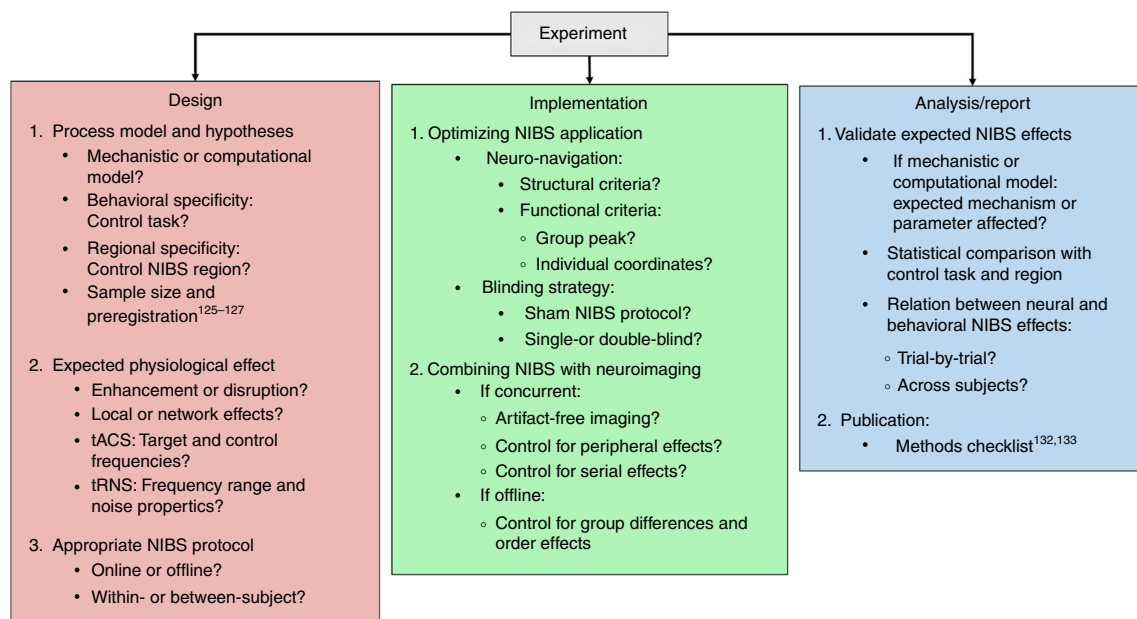 Experiment
Design
1. Process model and hypotheses
• Mechanistic or computational
model?
• Behavioral specificity:
Control task?
• Regional specificity:
Control NIBS region?
• Sample size and
preregistration125–127
2. Expected physiological effect
• Enhancement or disruption?
• Local or network effects?
• tACS: Target and control
frequencies?
• tRNS: Frequency range and
noise propertics?
3. Appropriate NIBS protocol
• Online or offline?
• Within- or between-subject?
Implementation
1. Optimizing NIBS application
• Neuro-navigation:
• Structural criteria?
• Functional criteria:
◦ Group peak?
◦ Individual coordinates?
• Blinding strategy:
• Sham NIBS protocol?
• Single-or double-blind?
2. Combining NIBS with neuroimaging
• If concurrent:
◦ Artifact-free imaging?
◦ Control for peripheral effects?
◦ Control for serial effects?
• If offline:
◦ Control for group differences and
order effects
Analysis/report
1. Validate expected NIBS effects
• If mechanistic or
computational model:
expected mechanism or
parameter affected?
• Statistical comparison with
control task and region
• Relation between neural and
behavioral NIBS effects:
◦ Trial-by-trial?
◦ Across subjects?
2. Publication:
• Methods checklist132,133